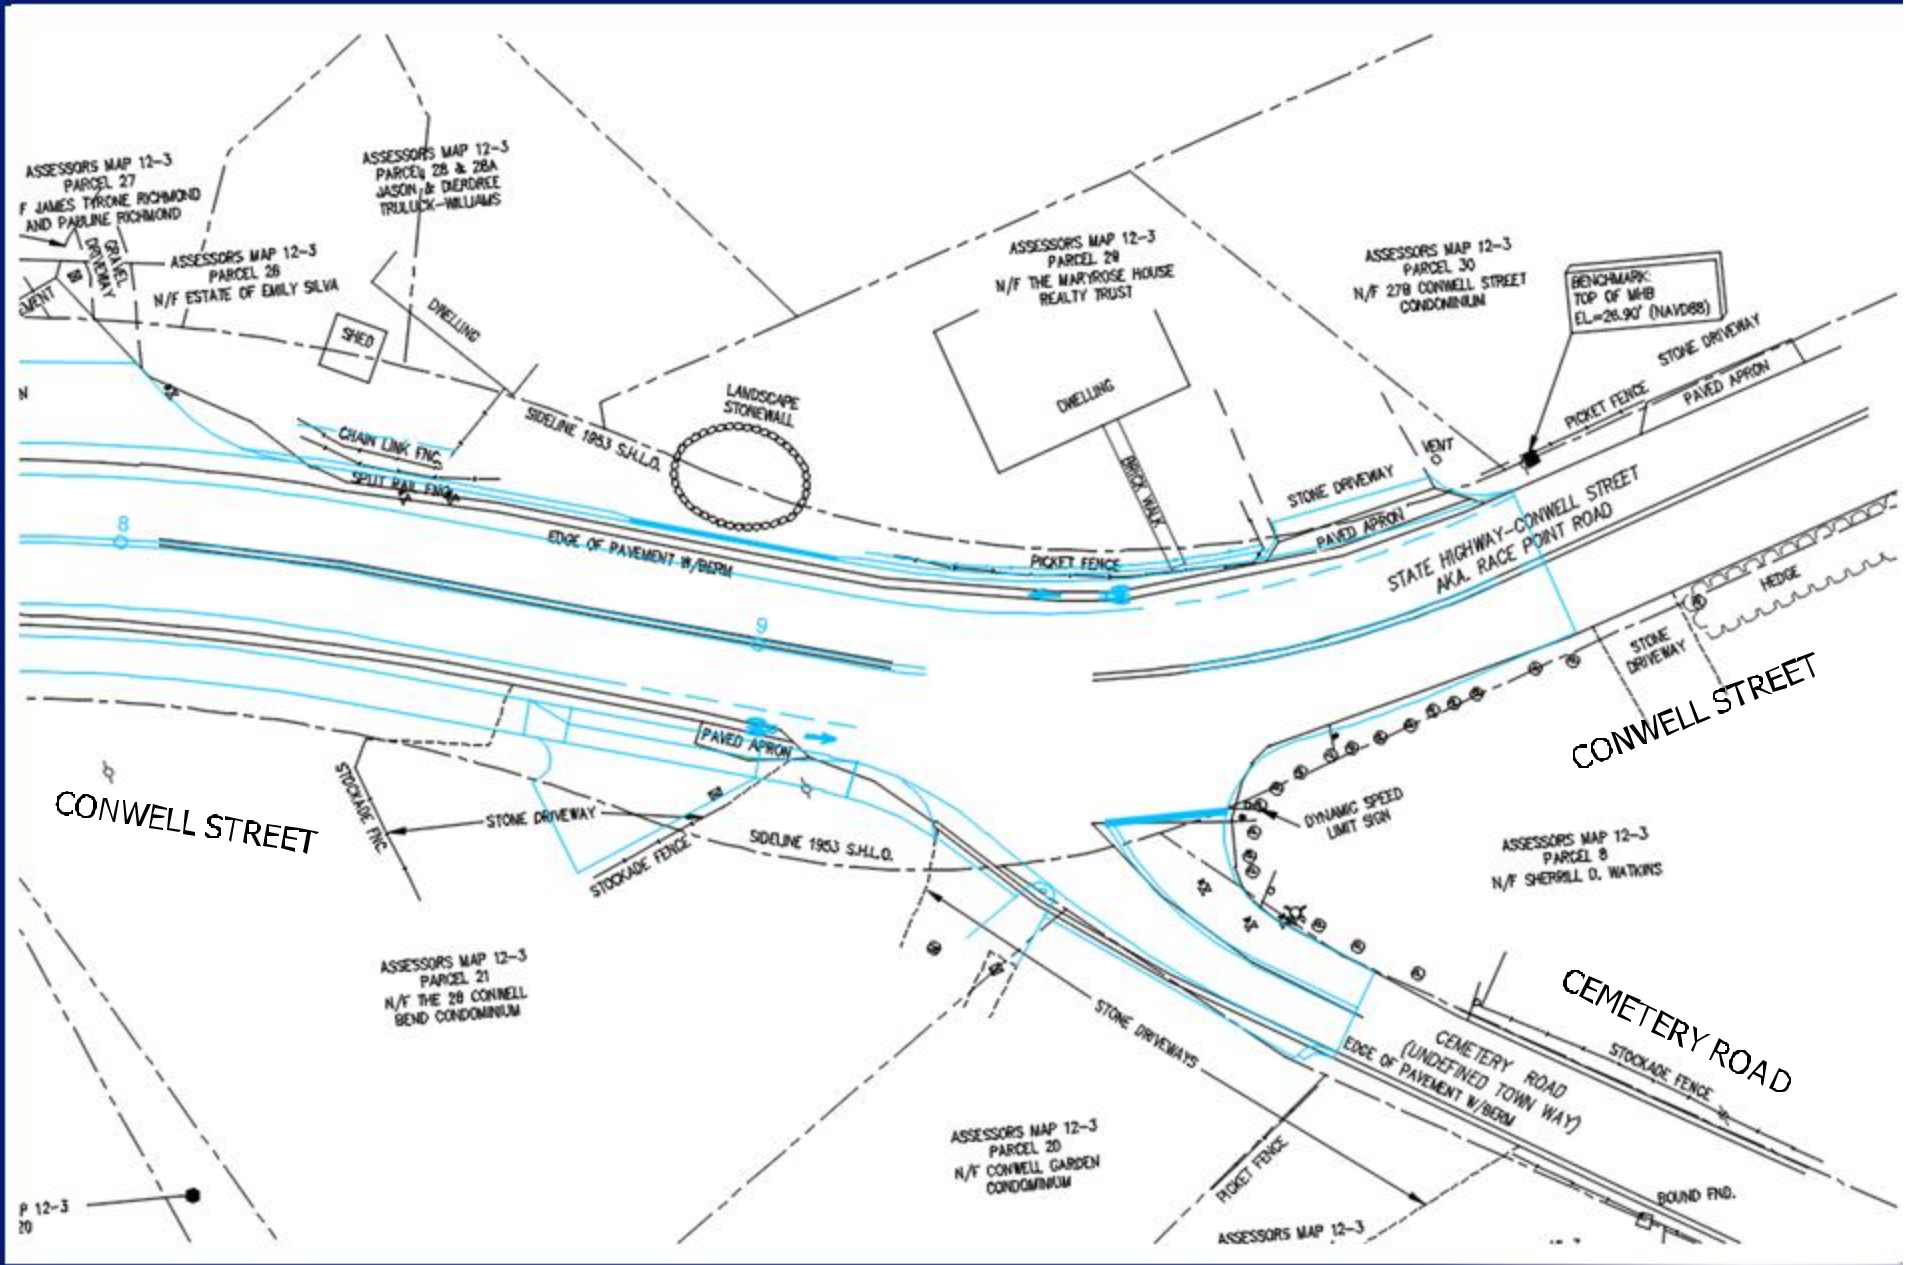 ASSESSORS MAP 12-3
PARCEL 27
F JAMES TYRONE RICHMOND
AND PAULINE RICHMOND
GRAVEL
DRIVEWAY
ASSESSORS MAP 12-3
PARCEL 28 & 28A
JASON & DIERDREE
TRULUCK-WILLIAMS
ASSESSORS MAP 12-3
PARCEL 26
N/F ESTATE OF EMILY SILVA
EMENT
SHED
DWELLING
N
CHAIN LINK FNC.
SPLIT RAIL FNC.
SIDELINE 1953 S.H.L.O.
LANDSCAPE
STONEWALL
ASSESSORS MAP 12-3
PARCEL 29
N/F THE MARYROSE HOUSE
REALTY TRUST
DWELLING
BRICK WALK
ASSESSORS MAP 12-3
PARCEL 30
N/F 278 CONWELL STREET
CONDOMINIUM
BENCHMARK:
TOP OF MHB
EL=26.90' (NAVD88)
STONE DRIVEWAY
PICKET FENCE
PAVED APRON
VENT
STONE DRIVEWAY
PAVED APRON
STATE HIGHWAY-CONWELL STREET
AKA. RACE POINT ROAD
8
EDGE OF PAVEMENT W/BERM
PICKET FENCE
9
HEDGE
STONE
DRIVEWAY
CONWELL STREET
PAVED APRON
STOCKADE FNC.
CONWELL STREET
STONE DRIVEWAY
STOCKADE FENCE
SIDELINE 1953 S.H.L.O.
DYNAMIC SPEED
LIMIT SIGN
ASSESSORS MAP 12-3
PARCEL 8
N/F SHERRILL D. WATKINS
ASSESSORS MAP 12-3
PARCEL 21
N/F THE 28 CONWELL
BEND CONDOMINIUM
STONE DRIVEWAYS
CEMETERY ROAD
CEMETERY ROAD
(UNDEFINED TOWN WAY)
EDGE OF PAVEMENT W/BERM
STOCKADE FENCE
ASSESSORS MAP 12-3
PARCEL 20
N/F CONWELL GARDEN
CONDOMINIUM
PICKET FENCE
BOUND FND.
P 12-3
20
ASSESSORS MAP 12-3